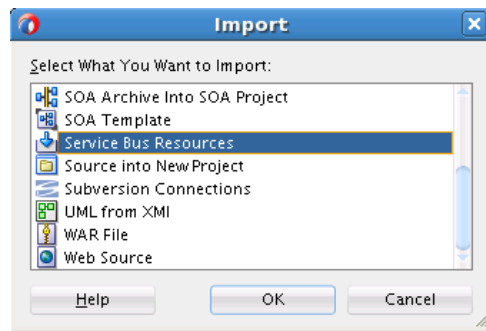 Import
Select What You Want to Import:
SOA Archive Into SOA Project
SOA Template
Service Bus Resources
Source into New Project
Subversion Connections
UML from XMI
WAR File
Web Source
Help OK Cancel